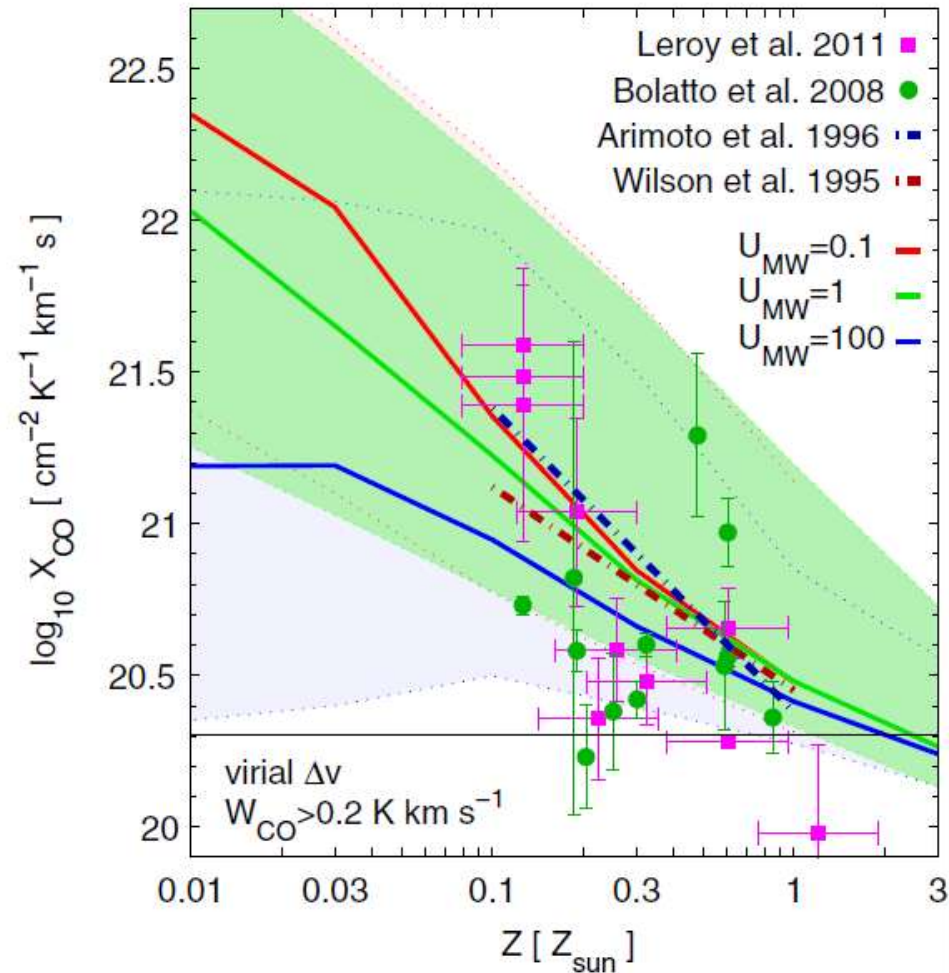 22.5
22
21.5
21
20.5
20
log₁₀ X_CO [ cm⁻² K⁻¹ km⁻¹ s]
Leroy et al. 2011
Bolatto et al. 2008
Arimoto et al. 1996
Wilson et al. 1995
U_MW=0.1
U_MW=1
U_MW=100
virial Δv
W_CO>0.2 K km s⁻¹
0.01 0.03 0.1 0.3 1 3
Z [ Z_sun ]